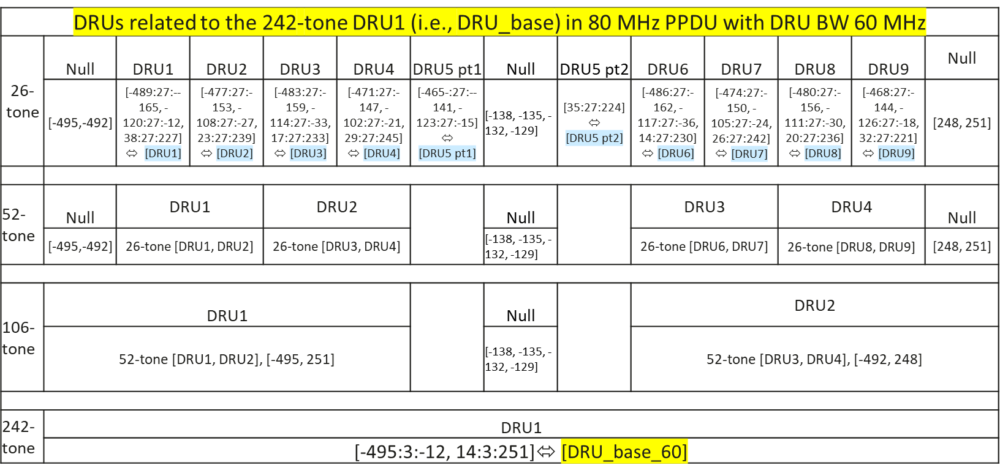 DRUs related to the 242-tone DRU1 (i.e., DRU_base) in 80 MHz PPDU with DRU BW 60 MHz
26-
tone
Null
DRU1
DRU2
DRU3
DRU4
DRU5 pt1
Null
DRU5 pt2
DRU6
DRU7
DRU8
DRU9
Null
[-495,-492]
[-489:27:--
165, -
120:27:-12,
38:27:227]
⇔ [DRU1]
[-477:27:-
153, -
108:27:-27,
23:27:239]
⇔ [DRU2]
[-483:27:-
159, -
114:27:-33,
17:27:233]
⇔ [DRU3]
[-471:27:-
147, -
102:27:-21,
29:27:245]
⇔ [DRU4]
[-465-:27:--
141, -
123:27:-15]
⇔
[DRU5 pt1]
[-138, -135, -
132, -129]
[35:27:224]
⇔
[DRU5 pt2]
[-486:27:-
162, -
117:27:-36,
14:27:230]
⇔ [DRU6]
[-474:27:-
150, -
105:27:-24,
26:27:242]
⇔ [DRU7]
[-480:27:-
156, -
111:27:-30,
20:27:236]
⇔ [DRU8]
[-468:27:-
144, -
126:27:-18,
32:27:221]
⇔ [DRU9]
[248, 251]
52-
tone
Null
DRU1
DRU2
Null
DRU3
DRU4
Null
[-495,-492]
26-tone [DRU1, DRU2]
26-tone [DRU3, DRU4]
[-138, -135, -
132, -129]
26-tone [DRU6, DRU7]
26-tone [DRU8, DRU9]
[248, 251]
106-
tone
DRU1
Null
DRU2
52-tone [DRU1, DRU2], [-495, 251]
[-138, -135, -
132, -129]
52-tone [DRU3, DRU4], [-492, 248]
242-
tone
DRU1
[-495:3:-12, 14:3:251]⇔ [DRU_base_60]